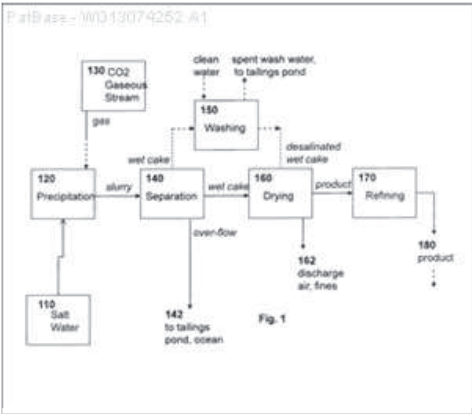 PatBase - WO13074252 A1
130 CO2
Gaseous
Stream
gas
clean
water
spent wash water,
to tailings pond
150
Washing
wet cake
desalinated
wet cake
120
Precipitation
slurry
140
Separation
wet cake
160
Drying
product
170
Refining
over-flow
180
product
162
discharge
air, fines
110
Salt
Water
142
to tailings
pond, ocean
Fig. 1